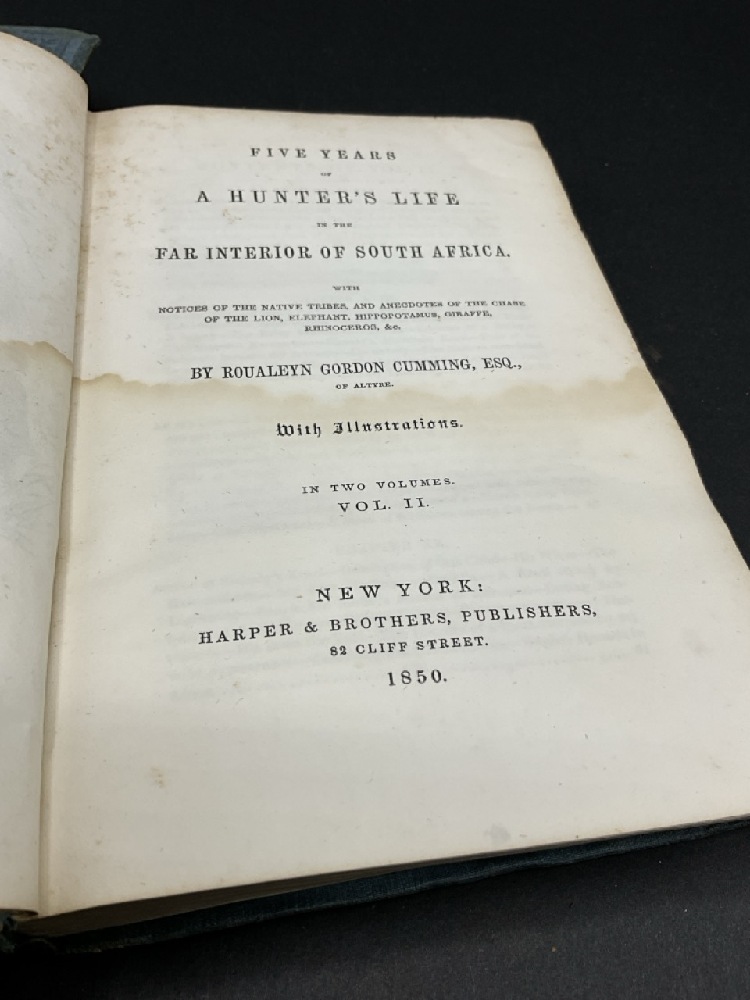 FIVE YEARS
OF
A HUNTER'S LIFE
IN THE
FAR INTERIOR OF SOUTH AFRICA.
WITH
NOTICES OF THE NATIVE TRIBES, AND ANECDOTES OF THE CHASE
OF THE LION, ELEPHANT, HIPPOPOTAMUS, GIRAFFE,
RHINOCEROS, &c.
BY ROUALEYN GORDON CUMMING, ESQ.,
OF ALTYRE.
With Illustrations.
IN TWO VOLUMES.
VOL. II.
NEW YORK:
HARPER & BROTHERS, PUBLISHERS,
82 CLIFF STREET.
1850.